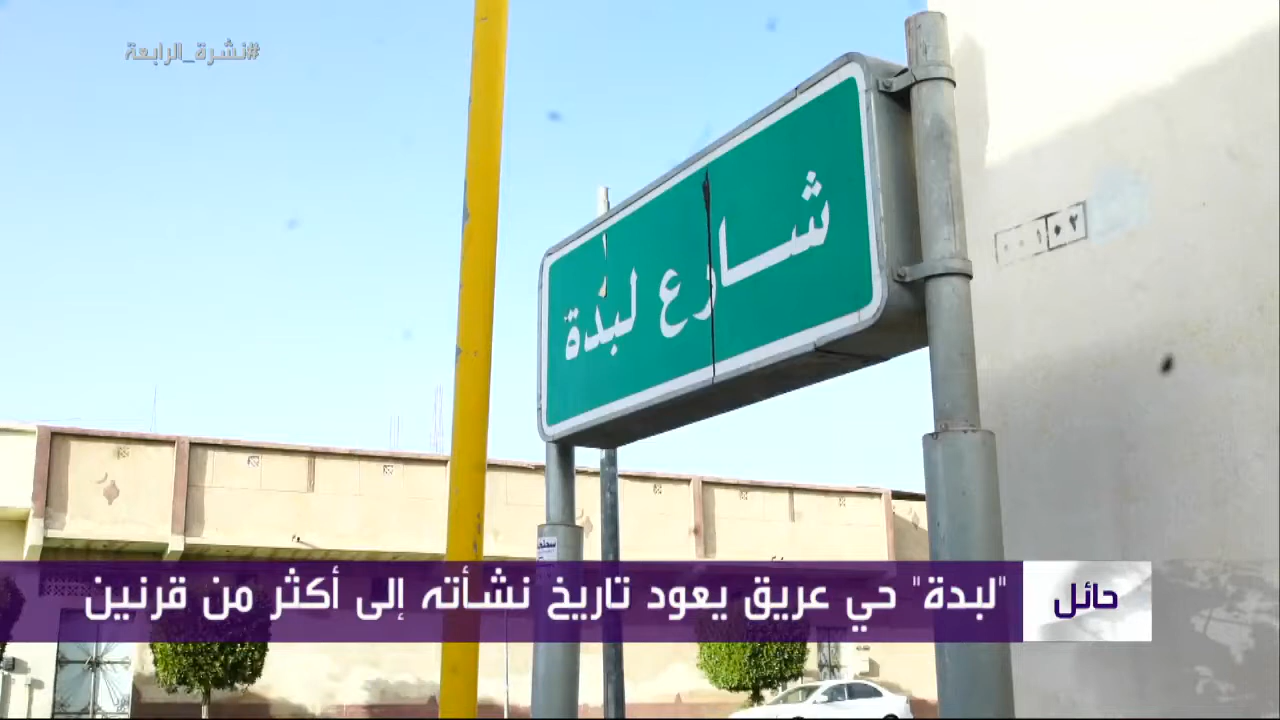 #نشرة_الرابعة
شارع لبدة
حائل
"لبدة" حي عريق يعود تاريخ نشأته إلى أكثر من قرنين